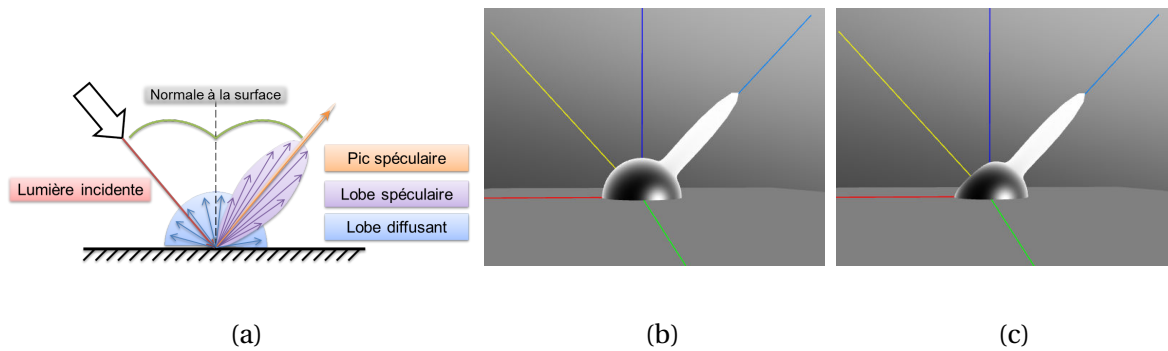 Normale à la surface
Pic spéculaire
Lumière incidente
Lobe spéculaire
Lobe diffusant
(a)
(b)
(c)